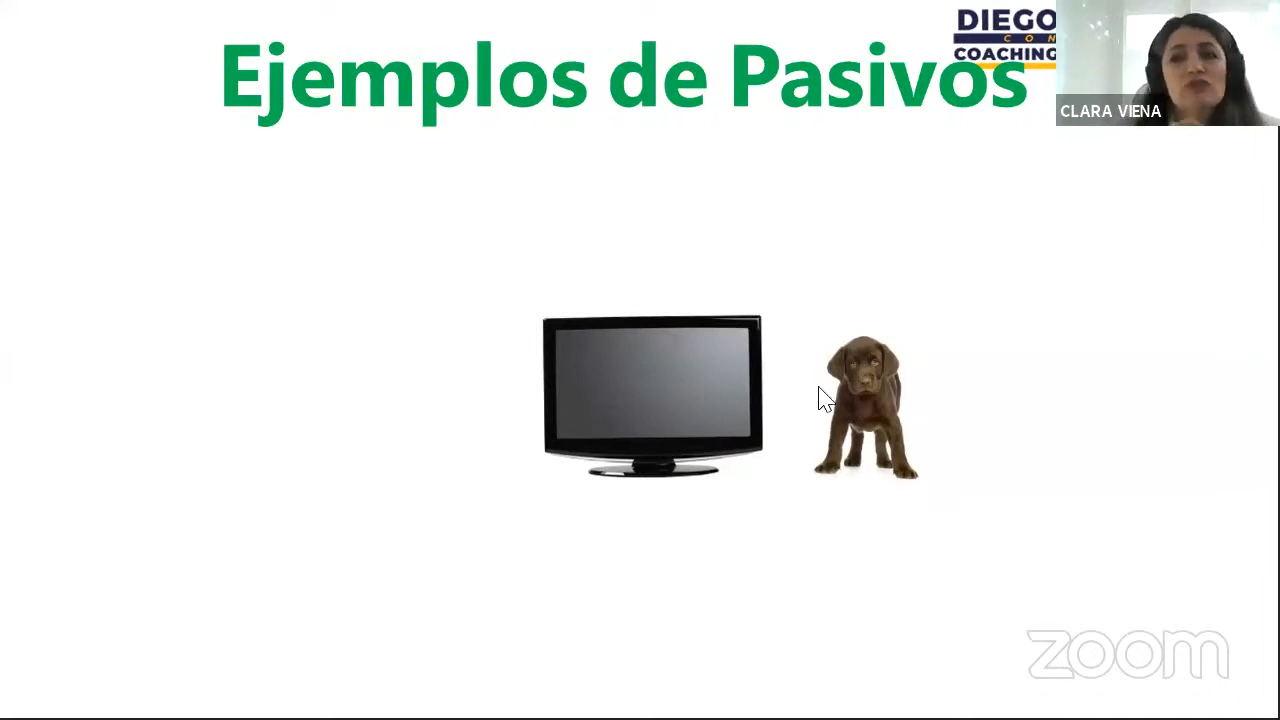 Ejemplos de Pasivos
DIEGO
CON
COACHING
CLARA VIENA
zoom